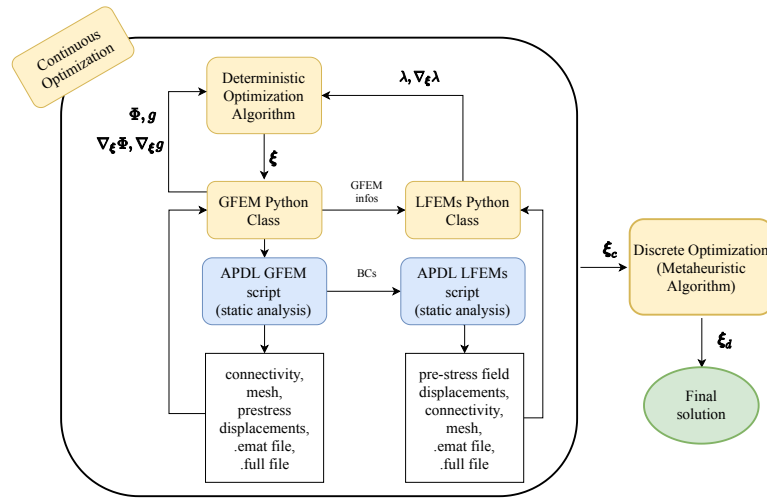 Continuous
Optimization
Deterministic
Optimization
Algorithm
λ, ∇ξλ
Φ, g
∇ξΦ, ∇ξg
ξ
GFEM Python
Class
GFEM
infos
LFEMs Python
Class
APDL GFEM
script
(static analysis)
BCs
APDL LFEMs
script
(static analysis)
connectivity,
mesh,
prestress
displacements,
.emat file,
.full file
pre-stress field
displacements,
connectivity,
mesh,
.emat file,
.full file
ξc
Discrete Optimization
(Metaheuristic
Algorithm)
ξd
Final
solution